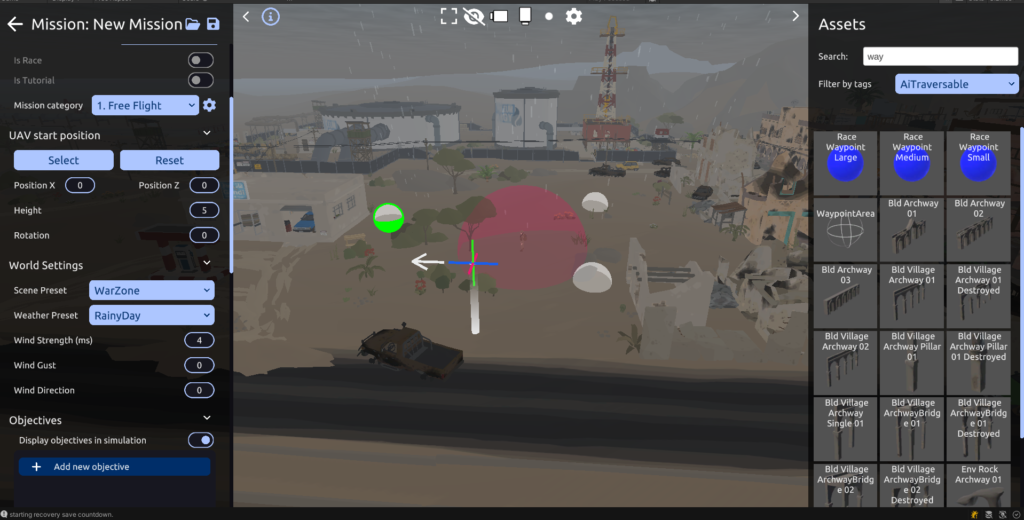 Mission: New Mission
Is Race
Is Tutorial
Mission category
1. Free Flight
UAV start position
Select
Reset
Position X
0
Position Z
0
Height
5
Rotation
0
World Settings
Scene Preset
WarZone
Weather Preset
RainyDay
Wind Strength (ms)
4
Wind Gust
0
Wind Direction
0
Objectives
Display objectives in simulation
+ Add new objective
starting recovery save countdown.
Assets
Search:
way
Filter by tags
AiTraversable
Race
Waypoint
Large
Race
Waypoint
Medium
Race
Waypoint
Small
WaypointArea
Bld Archway
01
Bld Archway
02
Bld Archway
03
Bld Village
Archway 01
Bld Village
Archway 01
Destroyed
Bld Village
Archway 02
Bld Village
Archway Pillar
01
Bld Village
Archway Pillar
01 Destroyed
Bld Village
Archway
Single 01
Bld Village
ArchwayBridg
e 01
Bld Village
ArchwayBridg
e 01
Destroyed
Bld Village
ArchwayBridg
e 02
Bld Village
ArchwayBridg
e 02
Destroyed
Env Rock
Archway 01